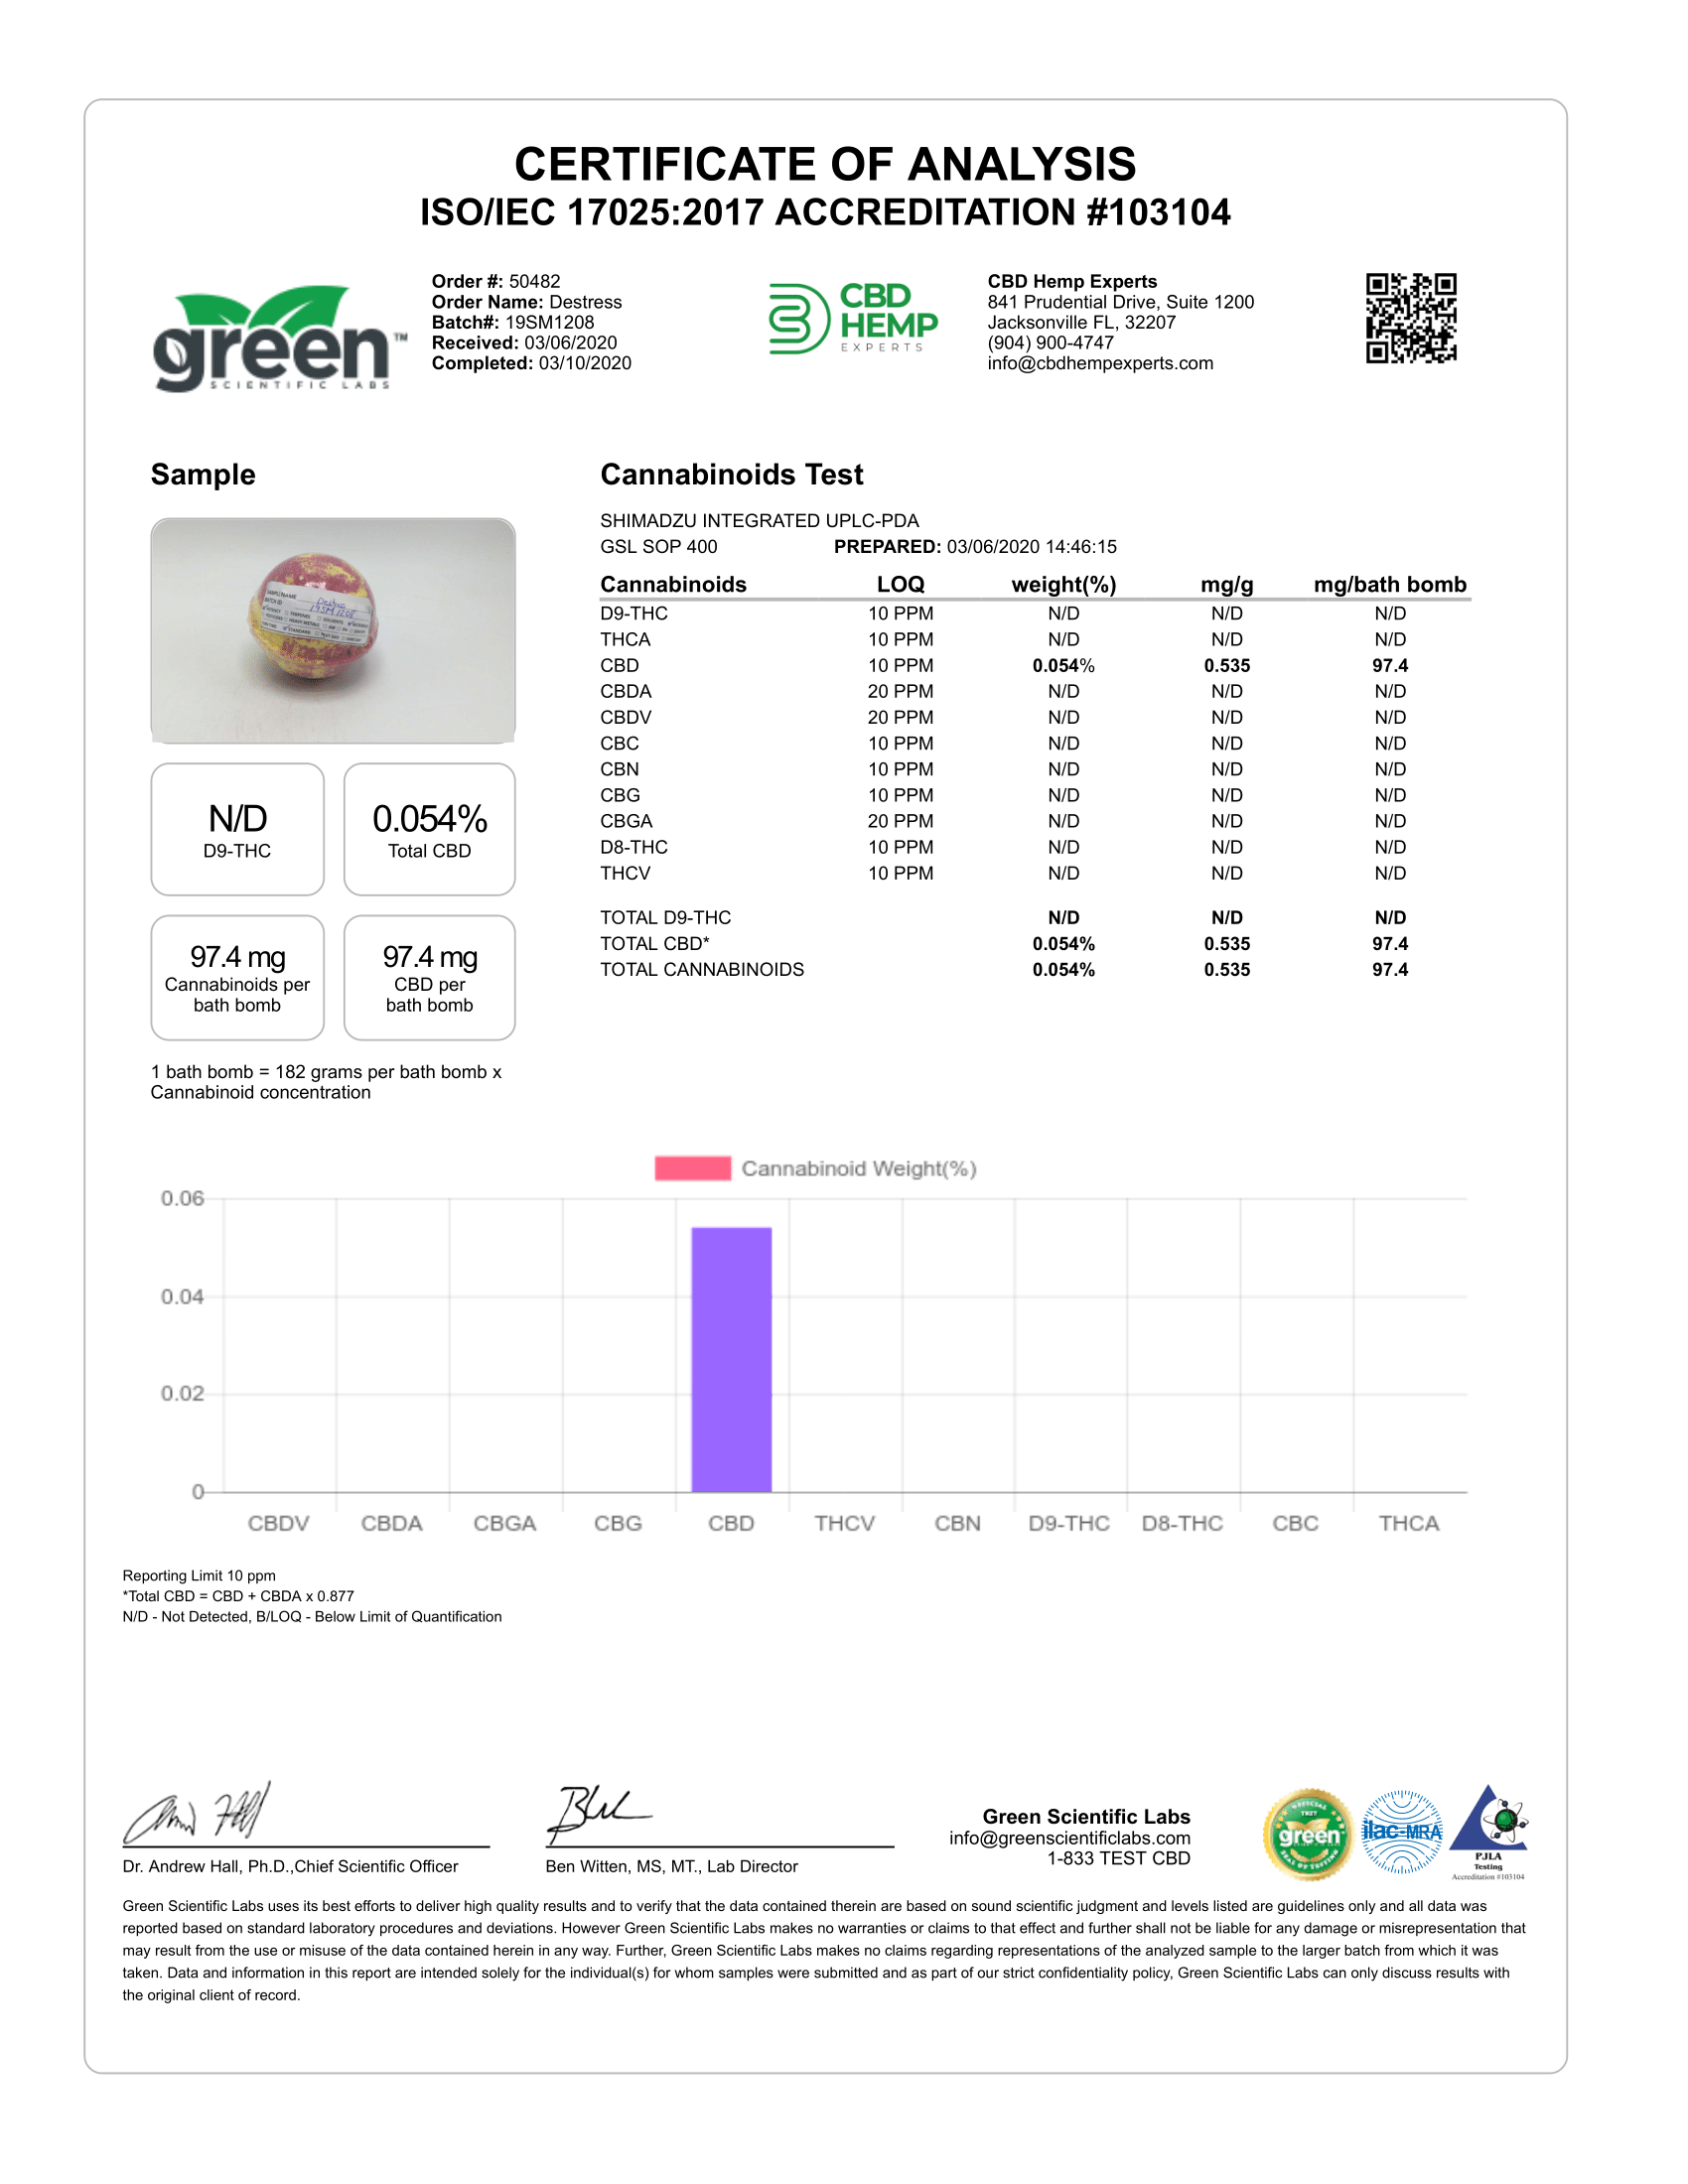 CERTIFICATE OF ANALYSIS
ISO/IEC 17025:2017 ACCREDITATION #103104
green™
SCIENTIFIC LABS
Order #: 50482
Order Name: Destress
Batch#: 19SM1208
Received: 03/06/2020
Completed: 03/10/2020
CBD
HEMP
EXPERTS
CBD Hemp Experts
841 Prudential Drive, Suite 1200
Jacksonville FL, 32207
(904) 900-4747
info@cbdhempexperts.com
Sample
SAMPLE NAME Destress
BATCH ID 19SM1208
N/D
D9-THC
0.054%
Total CBD
97.4 mg
Cannabinoids per
bath bomb
97.4 mg
CBD per
bath bomb
1 bath bomb = 182 grams per bath bomb x
Cannabinoid concentration
Cannabinoids Test
SHIMADZU INTEGRATED UPLC-PDA
GSL SOP 400 PREPARED: 03/06/2020 14:46:15
Cannabinoids LOQ weight(%) mg/g mg/bath bomb
D9-THC 10 PPM N/D N/D N/D
THCA 10 PPM N/D N/D N/D
CBD 10 PPM 0.054% 0.535 97.4
CBDA 20 PPM N/D N/D N/D
CBDV 20 PPM N/D N/D N/D
CBC 10 PPM N/D N/D N/D
CBN 10 PPM N/D N/D N/D
CBG 10 PPM N/D N/D N/D
CBGA 20 PPM N/D N/D N/D
D8-THC 10 PPM N/D N/D N/D
THCV 10 PPM N/D N/D N/D
TOTAL D9-THC N/D N/D N/D
TOTAL CBD* 0.054% 0.535 97.4
TOTAL CANNABINOIDS 0.054% 0.535 97.4
Cannabinoid Weight(%)
0.06
0.04
0.02
0
CBDV CBDA CBGA CBG CBD THCV CBN D9-THC D8-THC CBC THCA
Reporting Limit 10 ppm
*Total CBD = CBD + CBDA x 0.877
N/D - Not Detected, B/LOQ - Below Limit of Quantification
Dr. Andrew Hall, Ph.D.,Chief Scientific Officer
Ben Witten, MS, MT., Lab Director
Green Scientific Labs
info@greenscientificlabs.com
1-833 TEST CBD
green
ilac-MRA
PJLA
Testing
Accreditation #103104
Green Scientific Labs uses its best efforts to deliver high quality results and to verify that the data contained therein are based on sound scientific judgment and levels listed are guidelines only and all data was
reported based on standard laboratory procedures and deviations. However Green Scientific Labs makes no warranties or claims to that effect and further shall not be liable for any damage or misrepresentation that
may result from the use or misuse of the data contained herein in any way. Further, Green Scientific Labs makes no claims regarding representations of the analyzed sample to the larger batch from which it was
taken. Data and information in this report are intended solely for the individual(s) for whom samples were submitted and as part of our strict confidentiality policy, Green Scientific Labs can only discuss results with
the original client of record.